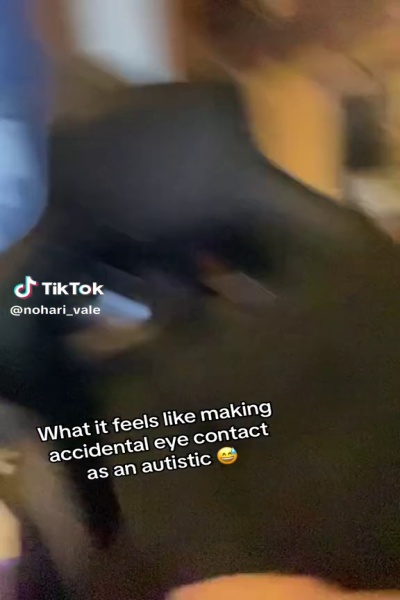 TikTok
@nohari_vale
What it feels like making
accidental eye contact
as an autistic 😅